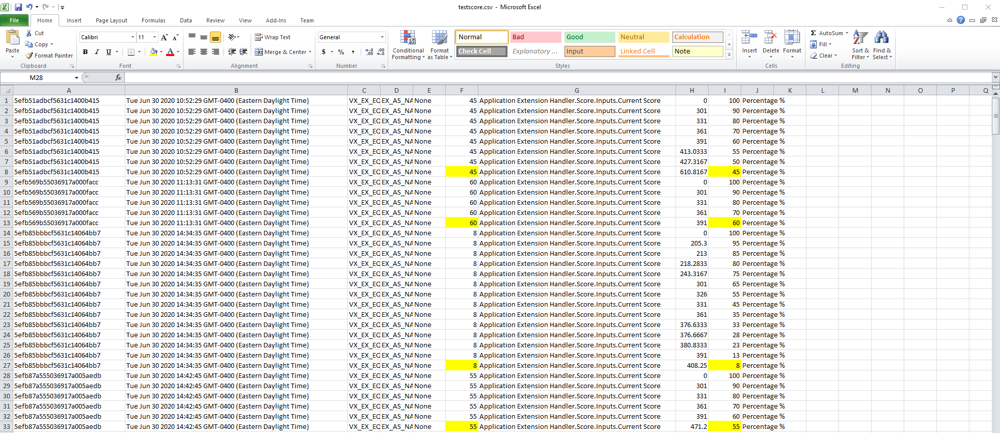 testscore.csv - Microsoft Excel
File Home Insert Page Layout Formulas Data Review View Add-Ins Team
Paste Cut Copy Format Painter Clipboard
Calibri 11 B I U Font
Wrap Text Merge & Center Alignment
General $ % , Number
Conditional Formatting Format as Table
Normal Bad Good Neutral Calculation
Check Cell Explanatory ... Input Linked Cell Note
Styles
Insert Delete Format Cells
Σ AutoSum Fill Clear Sort & Filter Find & Select Editing
M28 fx
A B C D E F G H I J K L M N O P Q
1 5efb51adbcf5631c1400b415 Tue Jun 30 2020 10:52:29 GMT-0400 (Eastern Daylight Time) VX_EX_EC EX_AS_NA None 45 Application Extension Handler.Score.Inputs.Current Score 0 100 Percentage %
2 5efb51adbcf5631c1400b415 Tue Jun 30 2020 10:52:29 GMT-0400 (Eastern Daylight Time) VX_EX_EC EX_AS_NA None 45 Application Extension Handler.Score.Inputs.Current Score 301 90 Percentage %
3 5efb51adbcf5631c1400b415 Tue Jun 30 2020 10:52:29 GMT-0400 (Eastern Daylight Time) VX_EX_EC EX_AS_NA None 45 Application Extension Handler.Score.Inputs.Current Score 331 80 Percentage %
4 5efb51adbcf5631c1400b415 Tue Jun 30 2020 10:52:29 GMT-0400 (Eastern Daylight Time) VX_EX_EC EX_AS_NA None 45 Application Extension Handler.Score.Inputs.Current Score 361 70 Percentage %
5 5efb51adbcf5631c1400b415 Tue Jun 30 2020 10:52:29 GMT-0400 (Eastern Daylight Time) VX_EX_EC EX_AS_NA None 45 Application Extension Handler.Score.Inputs.Current Score 391 60 Percentage %
6 5efb51adbcf5631c1400b415 Tue Jun 30 2020 10:52:29 GMT-0400 (Eastern Daylight Time) VX_EX_EC EX_AS_NA None 45 Application Extension Handler.Score.Inputs.Current Score 413.0333 55 Percentage %
7 5efb51adbcf5631c1400b415 Tue Jun 30 2020 10:52:29 GMT-0400 (Eastern Daylight Time) VX_EX_EC EX_AS_NA None 45 Application Extension Handler.Score.Inputs.Current Score 427.3167 50 Percentage %
8 5efb51adbcf5631c1400b415 Tue Jun 30 2020 10:52:29 GMT-0400 (Eastern Daylight Time) VX_EX_EC EX_AS_NA None 45 Application Extension Handler.Score.Inputs.Current Score 610.8167 45 Percentage %
9 5efb569b55036917a000facc Tue Jun 30 2020 11:13:31 GMT-0400 (Eastern Daylight Time) VX_EX_EC EX_AS_NA None 60 Application Extension Handler.Score.Inputs.Current Score 0 100 Percentage %
10 5efb569b55036917a000facc Tue Jun 30 2020 11:13:31 GMT-0400 (Eastern Daylight Time) VX_EX_EC EX_AS_NA None 60 Application Extension Handler.Score.Inputs.Current Score 301 90 Percentage %
11 5efb569b55036917a000facc Tue Jun 30 2020 11:13:31 GMT-0400 (Eastern Daylight Time) VX_EX_EC EX_AS_NA None 60 Application Extension Handler.Score.Inputs.Current Score 331 80 Percentage %
12 5efb569b55036917a000facc Tue Jun 30 2020 11:13:31 GMT-0400 (Eastern Daylight Time) VX_EX_EC EX_AS_NA None 60 Application Extension Handler.Score.Inputs.Current Score 361 70 Percentage %
13 5efb569b55036917a000facc Tue Jun 30 2020 11:13:31 GMT-0400 (Eastern Daylight Time) VX_EX_EC EX_AS_NA None 60 Application Extension Handler.Score.Inputs.Current Score 391 60 Percentage %
14 5efb85bbbcf5631c14064bb7 Tue Jun 30 2020 14:34:35 GMT-0400 (Eastern Daylight Time) VX_EX_EC EX_AS_NA None 8 Application Extension Handler.Score.Inputs.Current Score 0 100 Percentage %
15 5efb85bbbcf5631c14064bb7 Tue Jun 30 2020 14:34:35 GMT-0400 (Eastern Daylight Time) VX_EX_EC EX_AS_NA None 8 Application Extension Handler.Score.Inputs.Current Score 205.3 95 Percentage %
16 5efb85bbbcf5631c14064bb7 Tue Jun 30 2020 14:34:35 GMT-0400 (Eastern Daylight Time) VX_EX_EC EX_AS_NA None 8 Application Extension Handler.Score.Inputs.Current Score 213 85 Percentage %
17 5efb85bbbcf5631c14064bb7 Tue Jun 30 2020 14:34:35 GMT-0400 (Eastern Daylight Time) VX_EX_EC EX_AS_NA None 8 Application Extension Handler.Score.Inputs.Current Score 218.2833 80 Percentage %
18 5efb85bbbcf5631c14064bb7 Tue Jun 30 2020 14:34:35 GMT-0400 (Eastern Daylight Time) VX_EX_EC EX_AS_NA None 8 Application Extension Handler.Score.Inputs.Current Score 243.3167 75 Percentage %
19 5efb85bbbcf5631c14064bb7 Tue Jun 30 2020 14:34:35 GMT-0400 (Eastern Daylight Time) VX_EX_EC EX_AS_NA None 8 Application Extension Handler.Score.Inputs.Current Score 301 65 Percentage %
20 5efb85bbbcf5631c14064bb7 Tue Jun 30 2020 14:34:35 GMT-0400 (Eastern Daylight Time) VX_EX_EC EX_AS_NA None 8 Application Extension Handler.Score.Inputs.Current Score 326 55 Percentage %
21 5efb85bbbcf5631c14064bb7 Tue Jun 30 2020 14:34:35 GMT-0400 (Eastern Daylight Time) VX_EX_EC EX_AS_NA None 8 Application Extension Handler.Score.Inputs.Current Score 331 45 Percentage %
22 5efb85bbbcf5631c14064bb7 Tue Jun 30 2020 14:34:35 GMT-0400 (Eastern Daylight Time) VX_EX_EC EX_AS_NA None 8 Application Extension Handler.Score.Inputs.Current Score 361 35 Percentage %
23 5efb85bbbcf5631c14064bb7 Tue Jun 30 2020 14:34:35 GMT-0400 (Eastern Daylight Time) VX_EX_EC EX_AS_NA None 8 Application Extension Handler.Score.Inputs.Current Score 376.6333 33 Percentage %
24 5efb85bbbcf5631c14064bb7 Tue Jun 30 2020 14:34:35 GMT-0400 (Eastern Daylight Time) VX_EX_EC EX_AS_NA None 8 Application Extension Handler.Score.Inputs.Current Score 376.6667 28 Percentage %
25 5efb85bbbcf5631c14064bb7 Tue Jun 30 2020 14:34:35 GMT-0400 (Eastern Daylight Time) VX_EX_EC EX_AS_NA None 8 Application Extension Handler.Score.Inputs.Current Score 380.8333 23 Percentage %
26 5efb85bbbcf5631c14064bb7 Tue Jun 30 2020 14:34:35 GMT-0400 (Eastern Daylight Time) VX_EX_EC EX_AS_NA None 8 Application Extension Handler.Score.Inputs.Current Score 391 13 Percentage %
27 5efb85bbbcf5631c14064bb7 Tue Jun 30 2020 14:34:35 GMT-0400 (Eastern Daylight Time) VX_EX_EC EX_AS_NA None 8 Application Extension Handler.Score.Inputs.Current Score 408.25 8 Percentage %
28 5efb87a555036917a005aedb Tue Jun 30 2020 14:42:45 GMT-0400 (Eastern Daylight Time) VX_EX_EC EX_AS_NA None 55 Application Extension Handler.Score.Inputs.Current Score 0 100 Percentage %
29 5efb87a555036917a005aedb Tue Jun 30 2020 14:42:45 GMT-0400 (Eastern Daylight Time) VX_EX_EC EX_AS_NA None 55 Application Extension Handler.Score.Inputs.Current Score 301 90 Percentage %
30 5efb87a555036917a005aedb Tue Jun 30 2020 14:42:45 GMT-0400 (Eastern Daylight Time) VX_EX_EC EX_AS_NA None 55 Application Extension Handler.Score.Inputs.Current Score 331 80 Percentage %
31 5efb87a555036917a005aedb Tue Jun 30 2020 14:42:45 GMT-0400 (Eastern Daylight Time) VX_EX_EC EX_AS_NA None 55 Application Extension Handler.Score.Inputs.Current Score 361 70 Percentage %
32 5efb87a555036917a005aedb Tue Jun 30 2020 14:42:45 GMT-0400 (Eastern Daylight Time) VX_EX_EC EX_AS_NA None 55 Application Extension Handler.Score.Inputs.Current Score 391 60 Percentage %
33 5efb87a555036917a005aedb Tue Jun 30 2020 14:42:45 GMT-0400 (Eastern Daylight Time) VX_EX_EC EX_AS_NA None 55 Application Extension Handler.Score.Inputs.Current Score 471.2 55 Percentage %